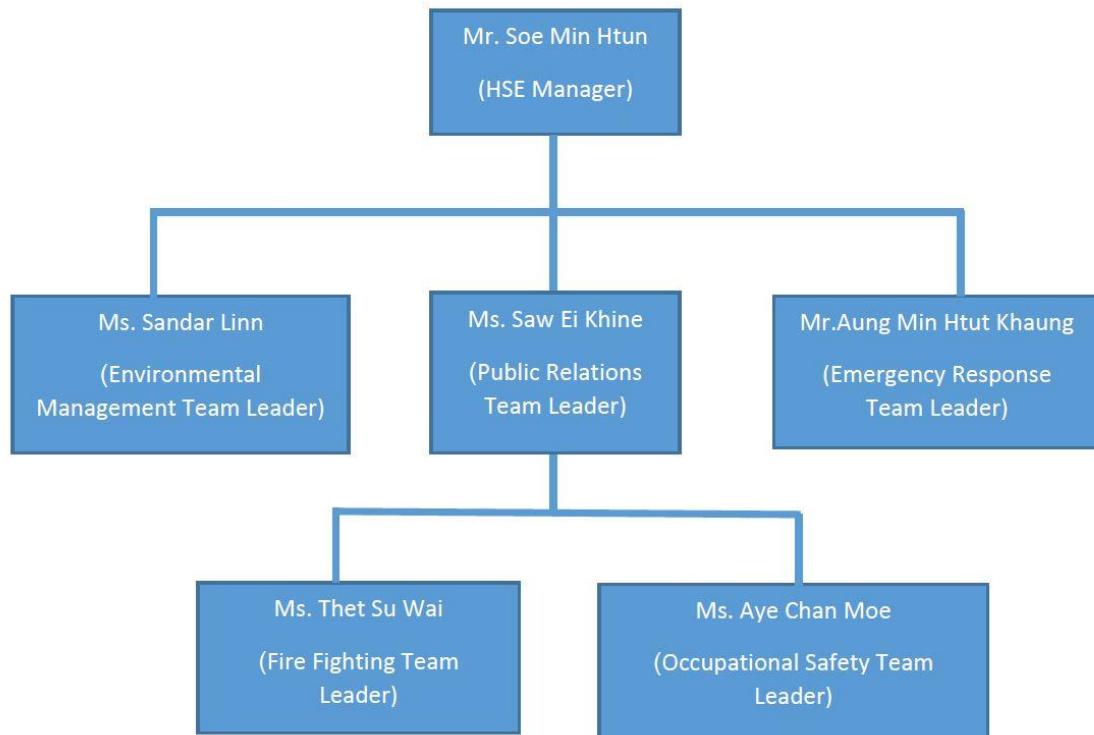 Mr. Soe Min Htun
(HSE Manager)
Ms. Sandar Linn
(Environmental
Management Team Leader)
Ms. Saw Ei Khine
(Public Relations
Team Leader)
Mr.Aung Min Htut Khaung
(Emergency Response
Team Leader)
Ms. Thet Su Wai
(Fire Fighting Team
Leader)
Ms. Aye Chan Moe
(Occupational Safety Team
Leader)